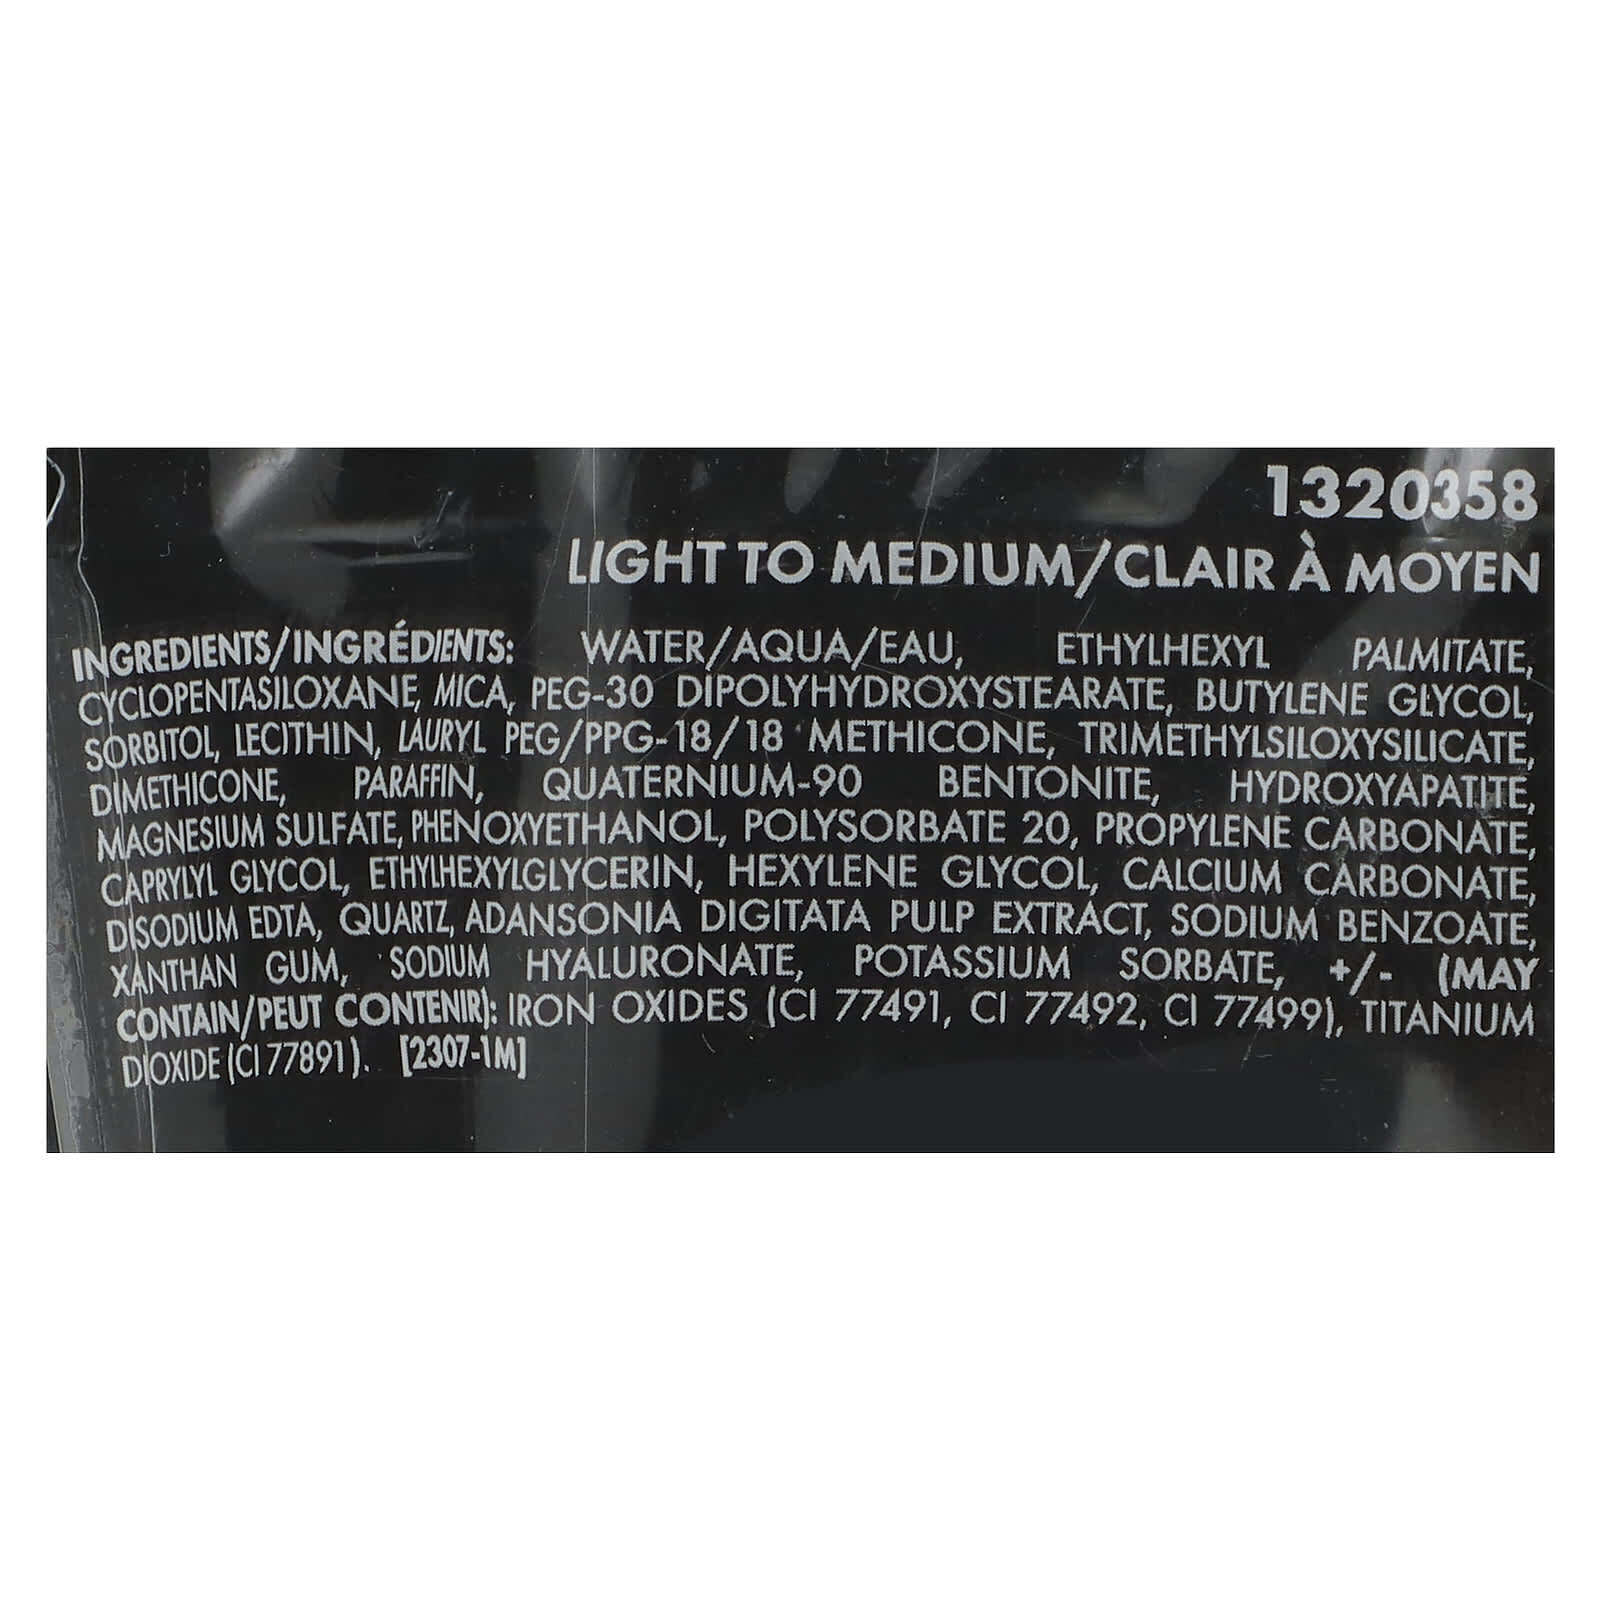 1320358
LIGHT TO MEDIUM/CLAIR À MOYEN
INGREDIENTS/INGRÉDIENTS: WATER/AQUA/EAU, ETHYLHEXYL PALMITATE,
CYCLOPENTASILOXANE, MICA, PEG-30 DIPOLYHYDROXYSTEARATE, BUTYLENE GLYCOL,
SORBITOL, LECITHIN, LAURYL PEG/PPG-18/18 METHICONE, TRIMETHYLSILOXYSILICATE,
DIMETHICONE, PARAFFIN, QUATERNIUM-90 BENTONITE, HYDROXYAPATITE,
MAGNESIUM SULFATE, PHENOXYETHANOL, POLYSORBATE 20, PROPYLENE CARBONATE,
CAPRYLYL GLYCOL, ETHYLHEXYLGLYCERIN, HEXYLENE GLYCOL, CALCIUM CARBONATE,
DISODIUM EDTA, QUARTZ, ADANSONIA DIGITATA PULP EXTRACT, SODIUM BENZOATE,
XANTHAN GUM, SODIUM HYALURONATE, POTASSIUM SORBATE, +/- (MAY
CONTAIN/PEUT CONTENIR): IRON OXIDES (CI 77491, CI 77492, CI 77499), TITANIUM
DIOXIDE (CI 77891). [2307-1M]